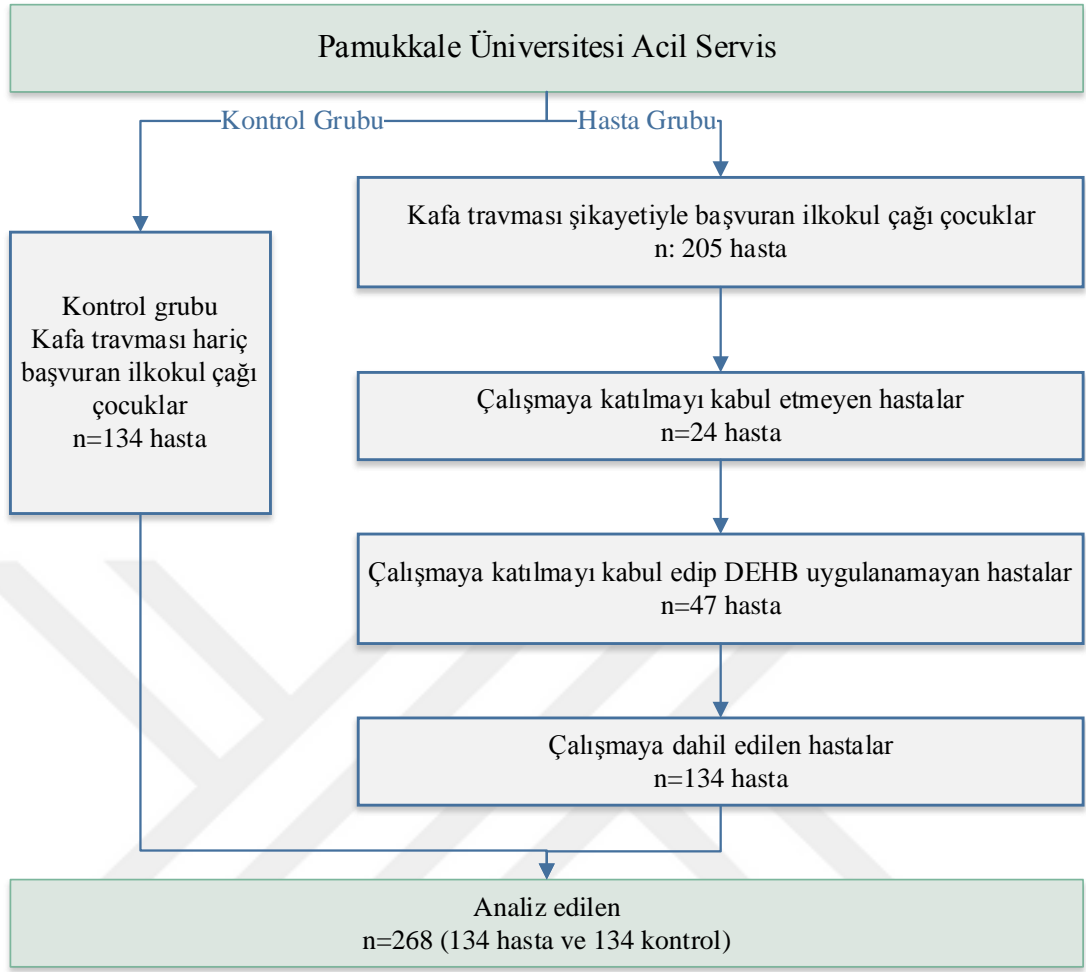 Pamukkale Üniversitesi Acil Servis
Kontrol Grubu
Hasta Grubu
Kontrol grubu
Kafa travması hariç
başvuran ilkokul çağı
çocuklar
n=134 hasta
Kafa travması şikayetiyle başvuran ilkokul çağı çocuklar
n: 205 hasta
Çalışmaya katılmayı kabul etmeyen hastalar
n=24 hasta
Çalışmaya katılmayı kabul edip DEHB uygulanamayan hastalar
n=47 hasta
Çalışmaya dahil edilen hastalar
n=134 hasta
Analiz edilen
n=268 (134 hasta ve 134 kontrol)